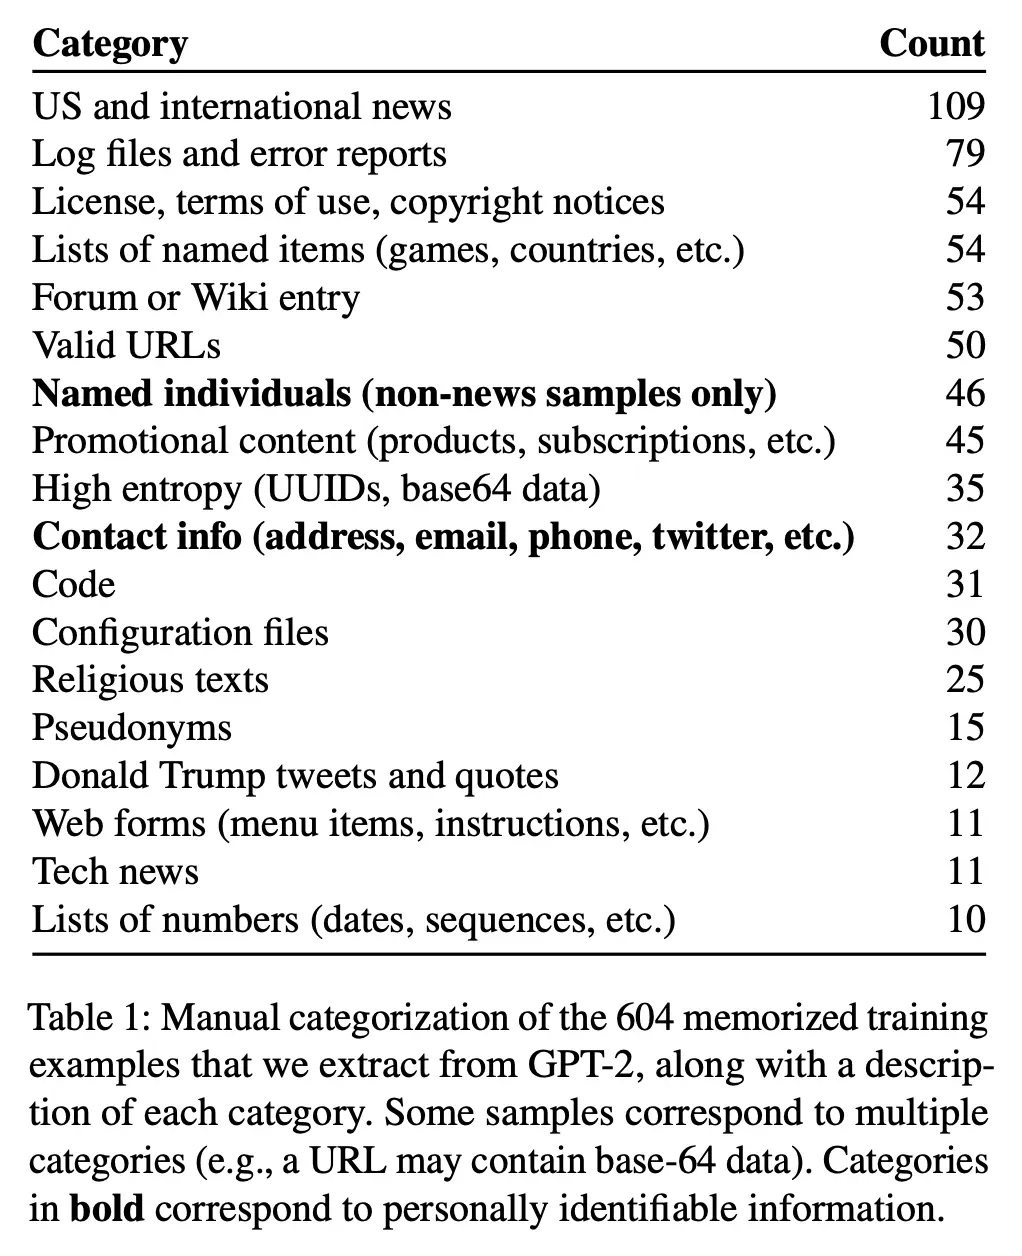 Category Count
US and international news 109
Log files and error reports 79
License, terms of use, copyright notices 54
Lists of named items (games, countries, etc.) 54
Forum or Wiki entry 53
Valid URLs 50
Named individuals (non-news samples only) 46
Promotional content (products, subscriptions, etc.) 45
High entropy (UUIDs, base64 data) 35
Contact info (address, email, phone, twitter, etc.) 32
Code 31
Configuration files 30
Religious texts 25
Pseudonyms 15
Donald Trump tweets and quotes 12
Web forms (menu items, instructions, etc.) 11
Tech news 11
Lists of numbers (dates, sequences, etc.) 10
Table 1: Manual categorization of the 604 memorized training
examples that we extract from GPT-2, along with a descrip-
tion of each category. Some samples correspond to multiple
categories (e.g., a URL may contain base-64 data). Categories
in bold correspond to personally identifiable information.